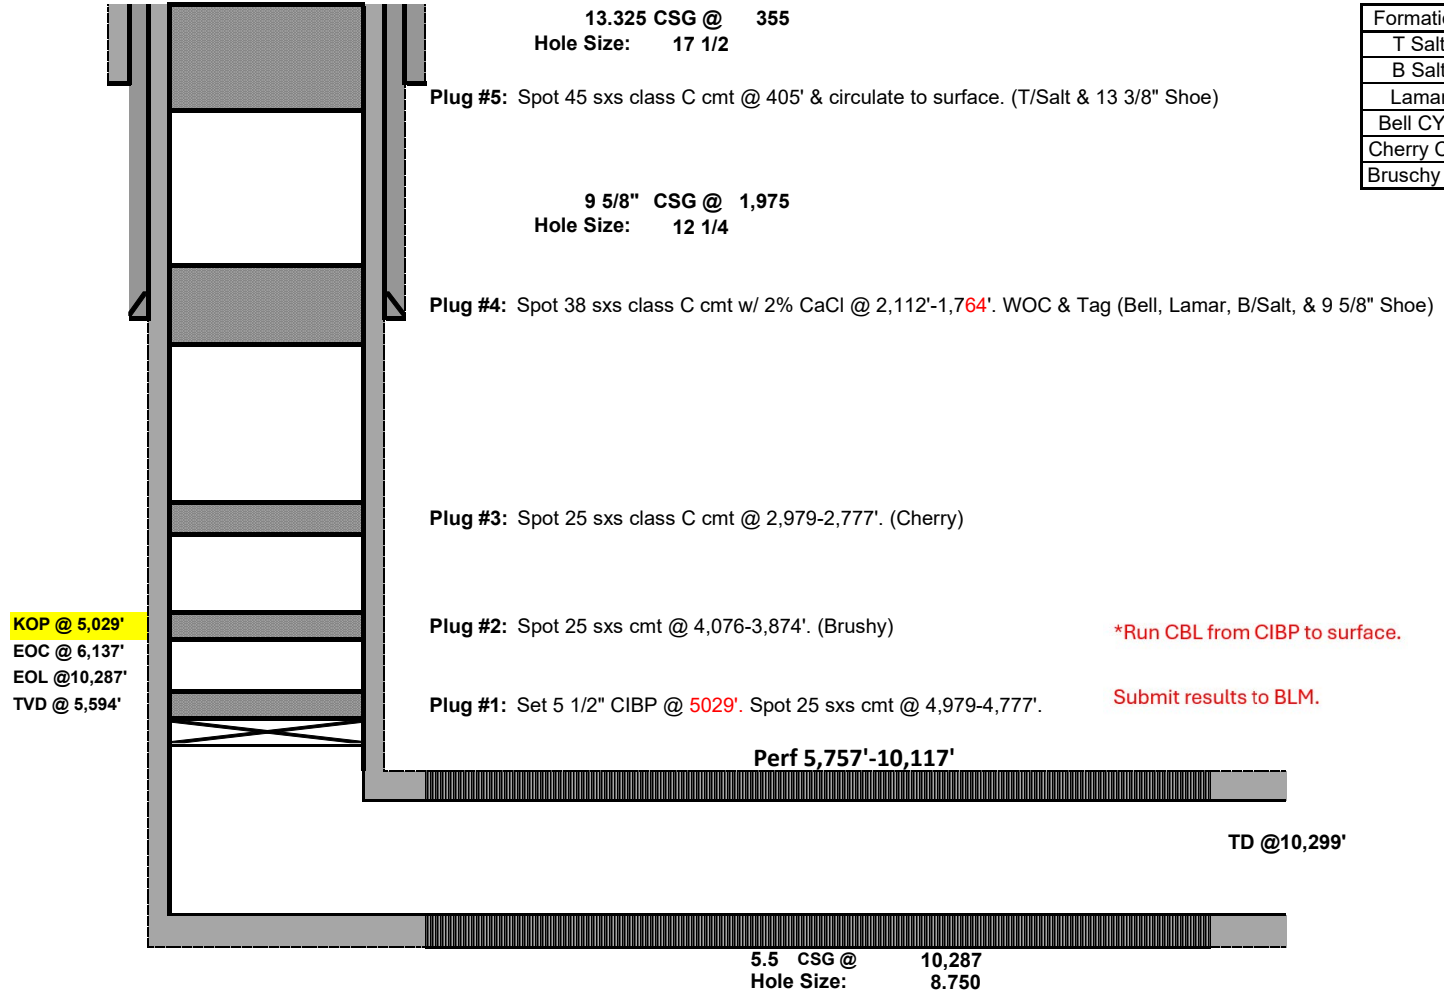 13.325 CSG @ 355
Hole Size: 17 1/2
Plug #5: Spot 45 sxs class C cmt @ 405' & circulate to surface. (T/Salt & 13 3/8" Shoe)
T Salt
B Salt
Lamar
Bell CY
Cherry
Bruschy
9 5/8" CSG @ 1,975
Hole Size: 12 1/4
Plug #4: Spot 38 sxs class C cmt w/ 2% CaCl @ 2,112'-1,764'. WOC & Tag (Bell, Lamar, B/Salt, & 9 5/8" Shoe)
Plug #3: Spot 25 sxs class C cmt @ 2,979-2,777'. (Cherry)
KOP @ 5,029'
EOC @ 6,137'
EOL @10,287'
TVD @ 5,594'
Plug #2: Spot 25 sxs cmt @ 4,076-3,874'. (Brushy)
*Run CBL from CIBP to surface.
Submit results to BLM.
Plug #1: Set 5 1/2" CIBP @ 5029'. Spot 25 sxs cmt @ 4,979-4,777'.
Perf 5,757'-10,117'
TD @10,299'
5.5 CSG @ 10,287
Hole Size: 8.750